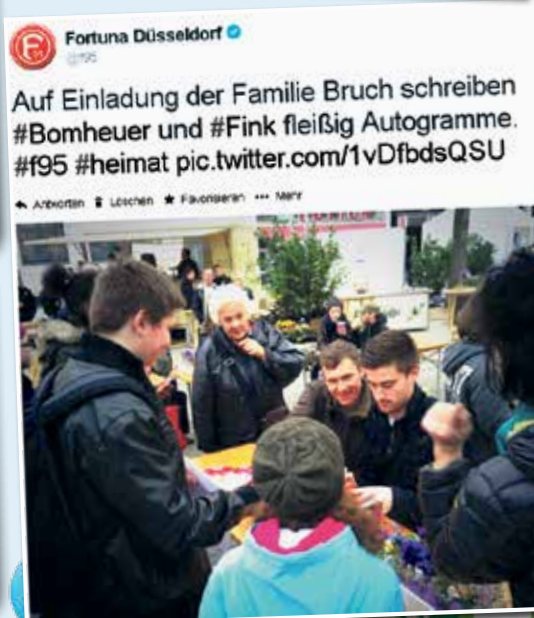 Fortuna Düsseldorf
@f95
Auf Einladung der Familie Bruch schreiben
#Bomheuer und #Fink fleißig Autogramme.
#f95 #heimat pic.twitter.com/1vDfbdsQSU
Antworten Löschen Favorisieren Mehr